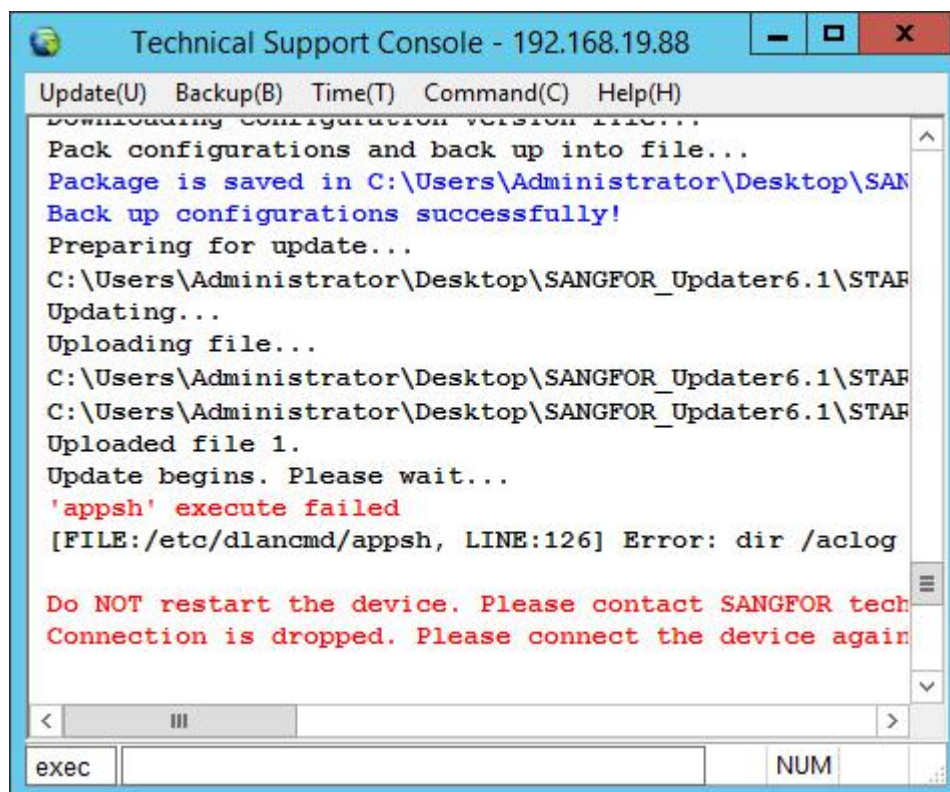 Technical Support Console - 192.168.19.88
Update(U) Backup(B) Time(T) Command(C) Help(H)
Downloading configuration version file...
Pack configurations and back up into file...
Package is saved in C:\Users\Administrator\Desktop\SAN
Back up configurations successfully!
Preparing for update...
C:\Users\Administrator\Desktop\SANGFOR_Updater6.1\STAR
Updating...
Uploading file...
C:\Users\Administrator\Desktop\SANGFOR_Updater6.1\STAR
C:\Users\Administrator\Desktop\SANGFOR_Updater6.1\STAR
Uploaded file 1.
Update begins. Please wait...
'appsh' execute failed
[FILE:/etc/dlancmd/appsh, LINE:126] Error: dir /aclog
Do NOT restart the device. Please contact SANGFOR tech
Connection is dropped. Please connect the device again
exec NUM